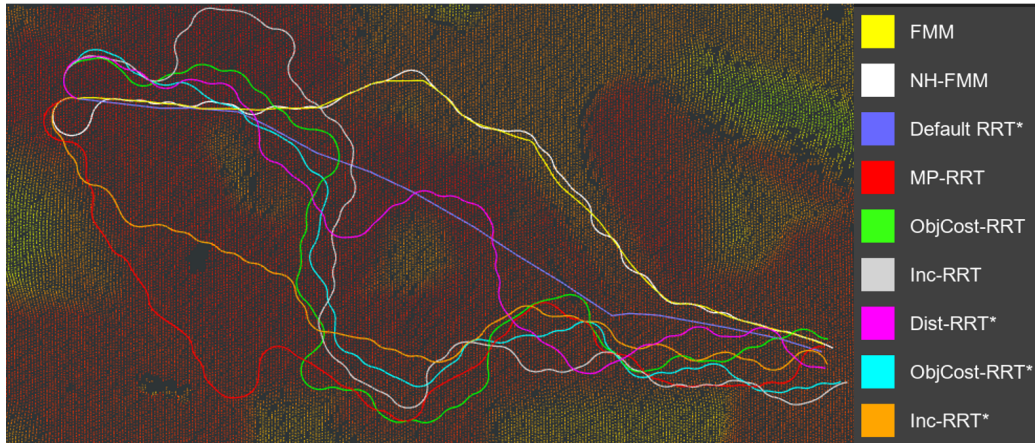 FMM
NH-FMM
Default RRT*
MP-RRT
ObjCost-RRT
Inc-RRT
Dist-RRT*
ObjCost-RRT*
Inc-RRT*